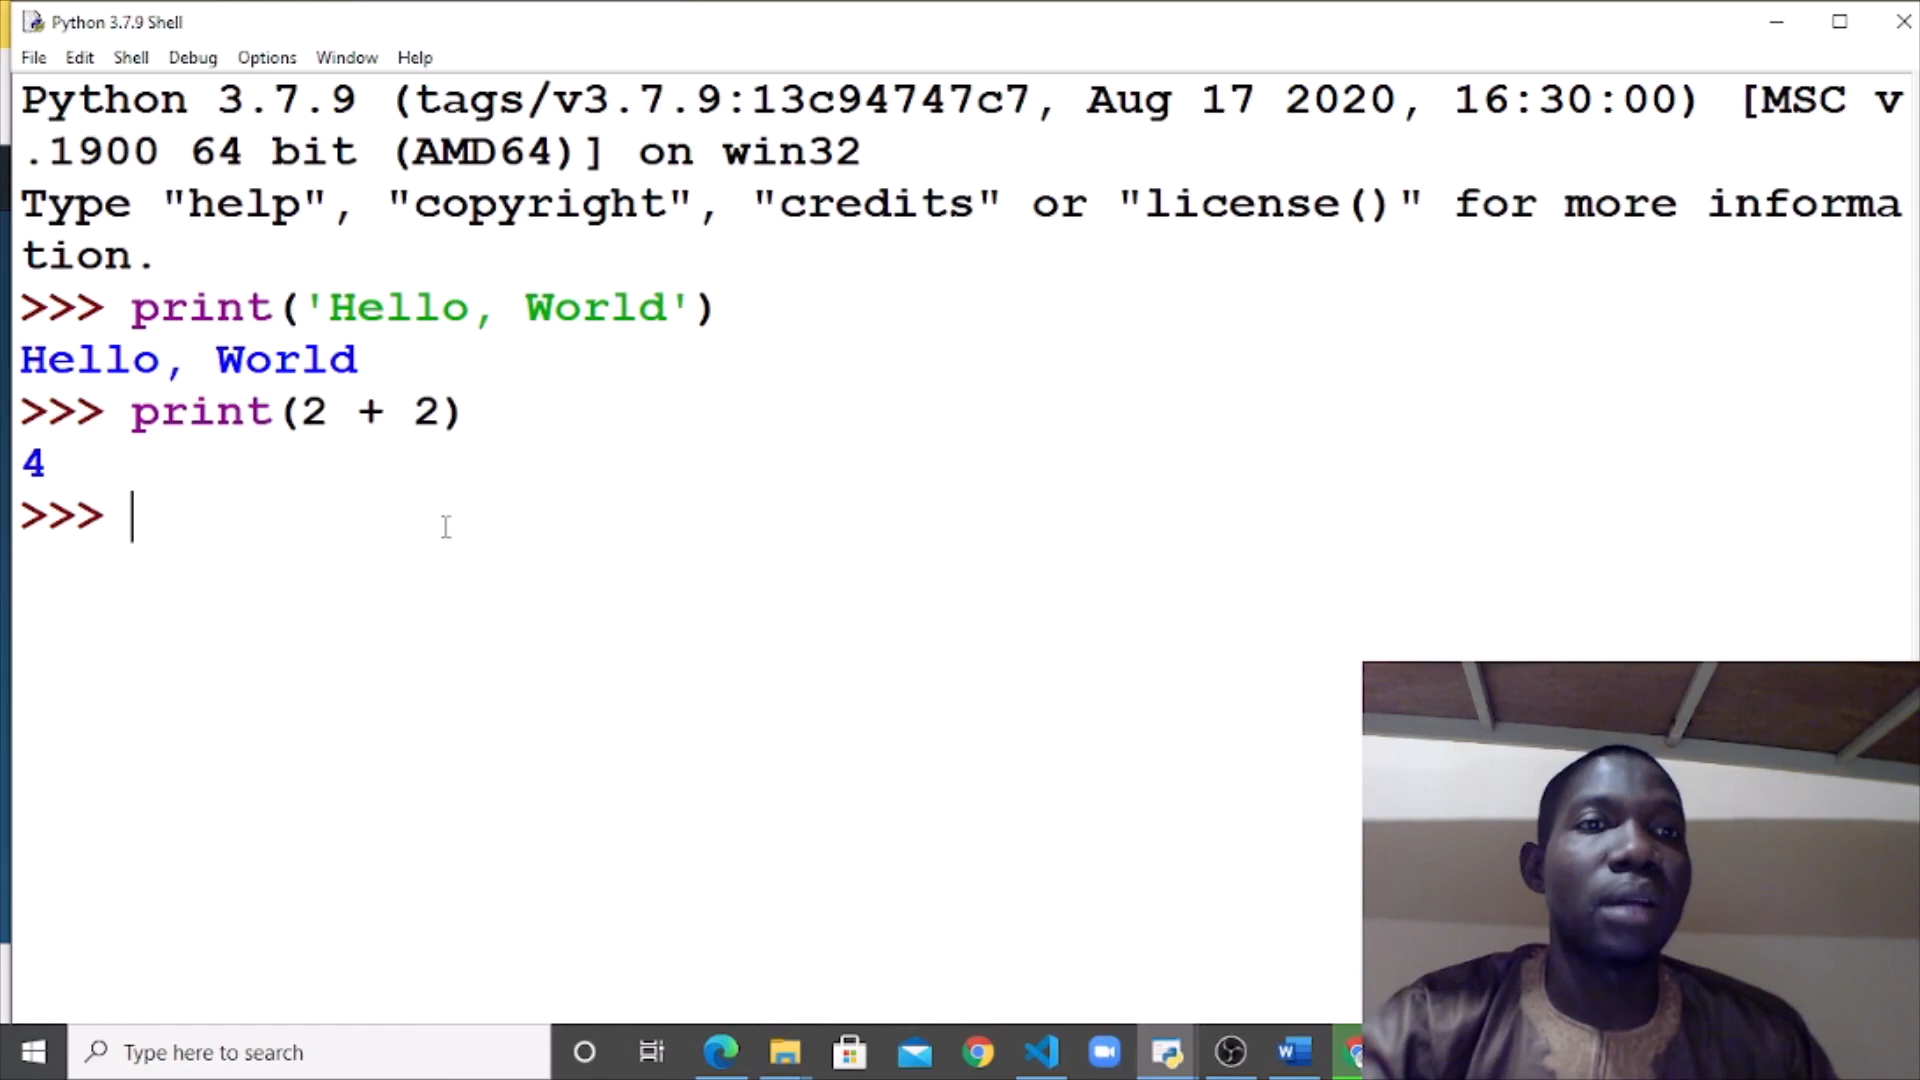 Python 3.7.9 Shell
File Edit Shell Debug Options Window Help
Python 3.7.9 (tags/v3.7.9:13c94747c7, Aug 17 2020, 16:30:00) [MSC v
.1900 64 bit (AMD64)] on win32
Type "help", "copyright", "credits" or "license()" for more informa
tion.
>>> print('Hello, World')
Hello, World
>>> print(2 + 2)
4
>>>
Type here to search